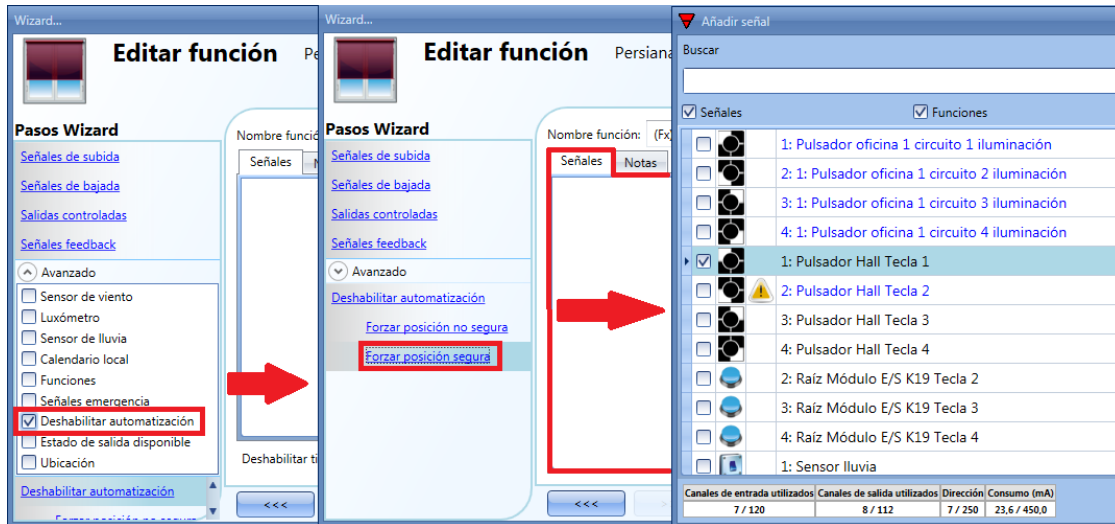 Wizard...
Editar función
Pasos Wizard
Señales de subida
Señales de bajada
Salidas controladas
Señales feedback
Avanzado
Sensor de viento
Luxómetro
Sensor de lluvia
Calendario local
Funciones
Señales emergencia
Deshabilitar automatización
Estado de salida disponible
Ubicación
Deshabilitar automatización
Nombre
Señales
Deshabilitar
<<<
Wizard...
Editar función
Persiana
Pasos Wizard
Señales de subida
Señales de bajada
Salidas controladas
Señales feedback
Avanzado
Deshabilitar automatización
Forzar posición no segura
Forzar posición segura
Nombre función: (Fx)
Señales Notas
<<<
Añadir señal
Buscar
Señales Funciones
1: Pulsador oficina 1 circuito 1 iluminación
2: 1: Pulsador oficina 1 circuito 2 iluminación
3: 1: Pulsador oficina 1 circuito 3 iluminación
4: 1: Pulsador oficina 1 circuito 4 iluminación
1: Pulsador Hall Tecla 1
2: Pulsador Hall Tecla 2
3: Pulsador Hall Tecla 3
4: Pulsador Hall Tecla 4
2: Raíz Módulo E/S K19 Tecla 2
3: Raíz Módulo E/S K19 Tecla 3
4: Raíz Módulo E/S K19 Tecla 4
1: Sensor lluvia
Canales de entrada utilizados Canales de salida utilizados Dirección Consumo (mA)
7 / 120 8 / 112 7 / 250 23,6 / 450,0